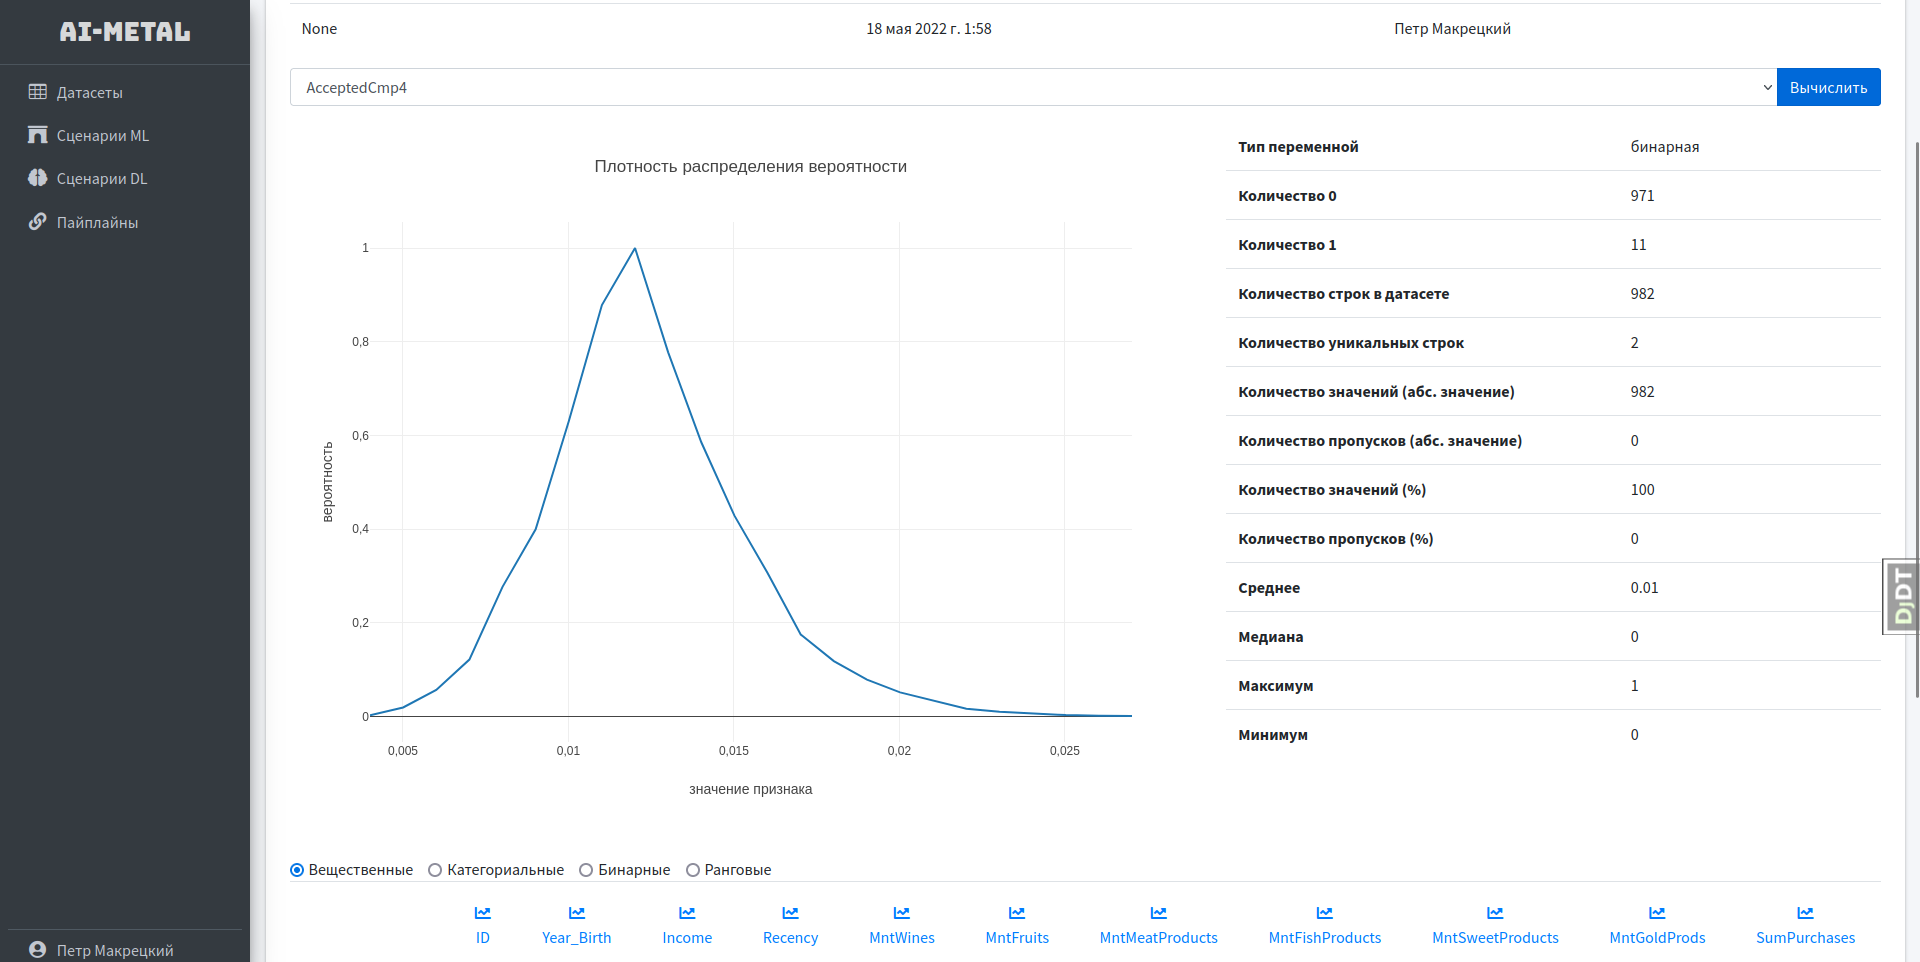 AI-METAL
Датасеты
Сценарии ML
Сценарии DL
Пайплайны
Петр Макрецкий
None 18 мая 2022 г. 1:58 Петр Макрецкий
AcceptedCmp4 Вычислить
Плотность распределения вероятности
1
0,8
0,6
0,4
0,2
0
вероятность
0,005 0,01 0,015 0,02 0,025
значение признака
Тип переменной бинарная
Количество 0 971
Количество 1 11
Количество строк в датасете 982
Количество уникальных строк 2
Количество значений (абс. значение) 982
Количество пропусков (абс. значение) 0
Количество значений (%) 100
Количество пропусков (%) 0
Среднее 0.01
Медиана 0
Максимум 1
Минимум 0
DjDT
Вещественные Категориальные Бинарные Ранговые
ID Year_Birth Income Recency MntWines MntFruits MntMeatProducts MntFishProducts MntSweetProducts MntGoldProds SumPurchases